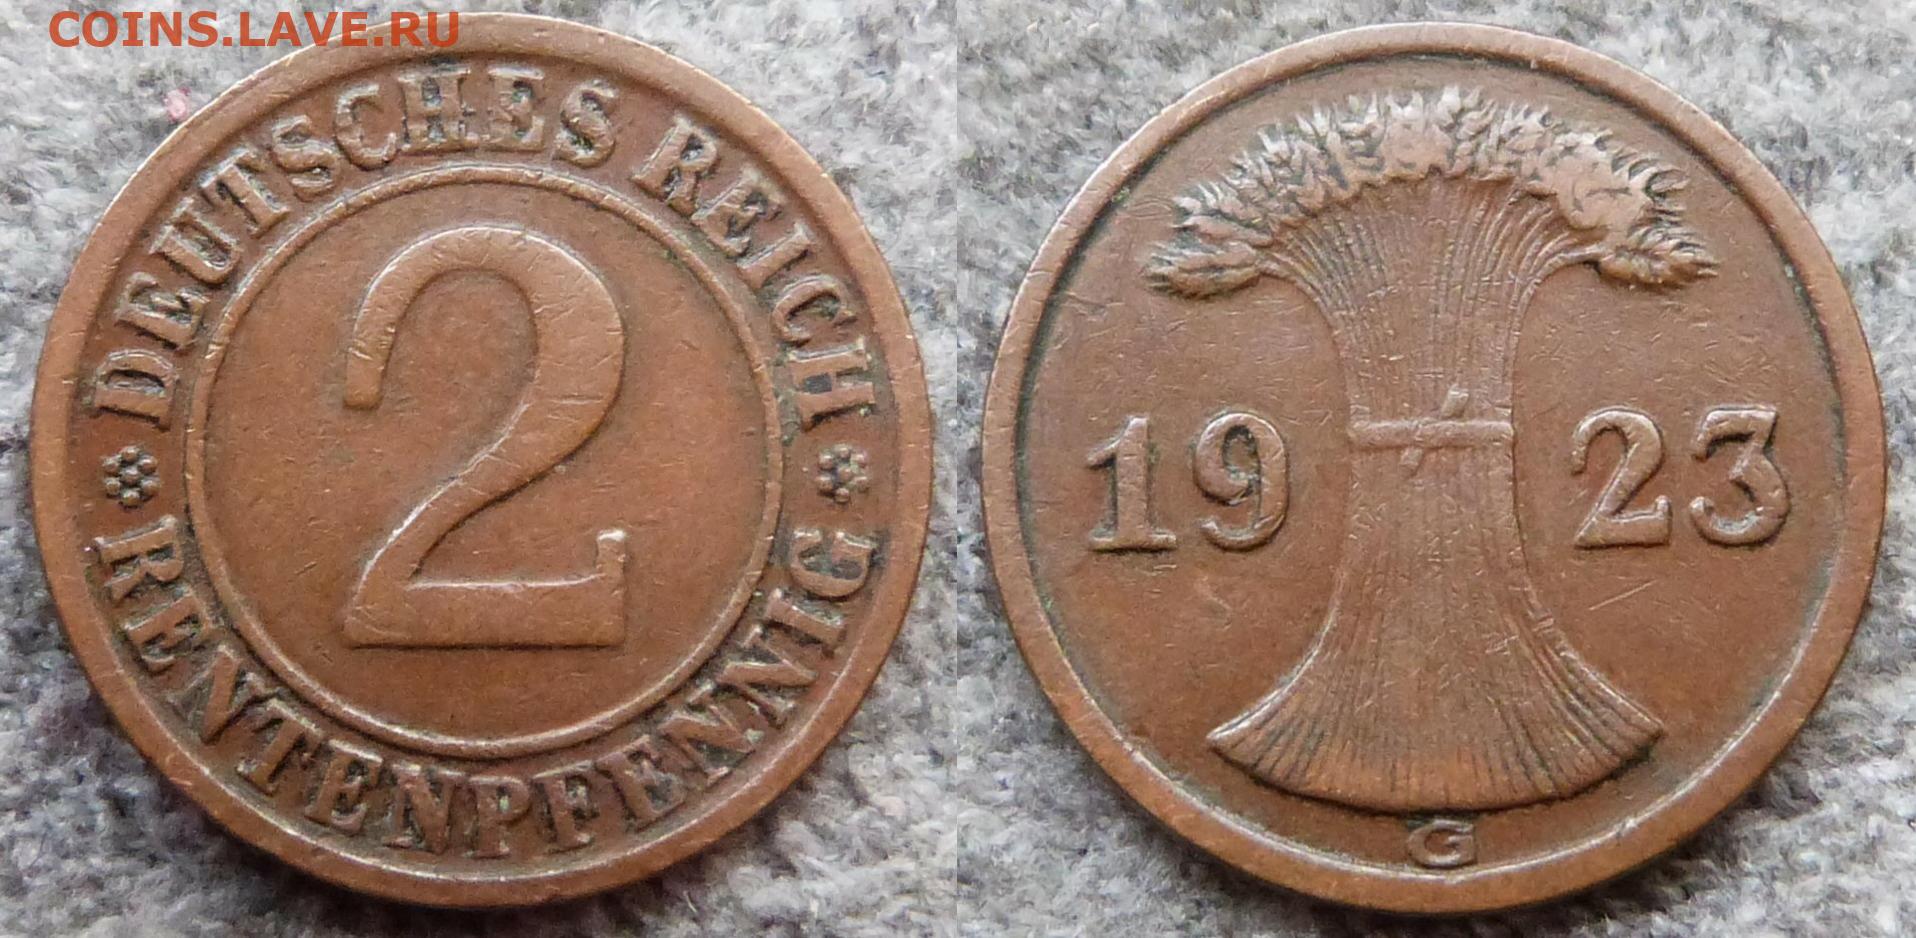 COINS.LAVE.RU
DEUTSCHES REICH
2
RENTENPFENNIG
19 23
G